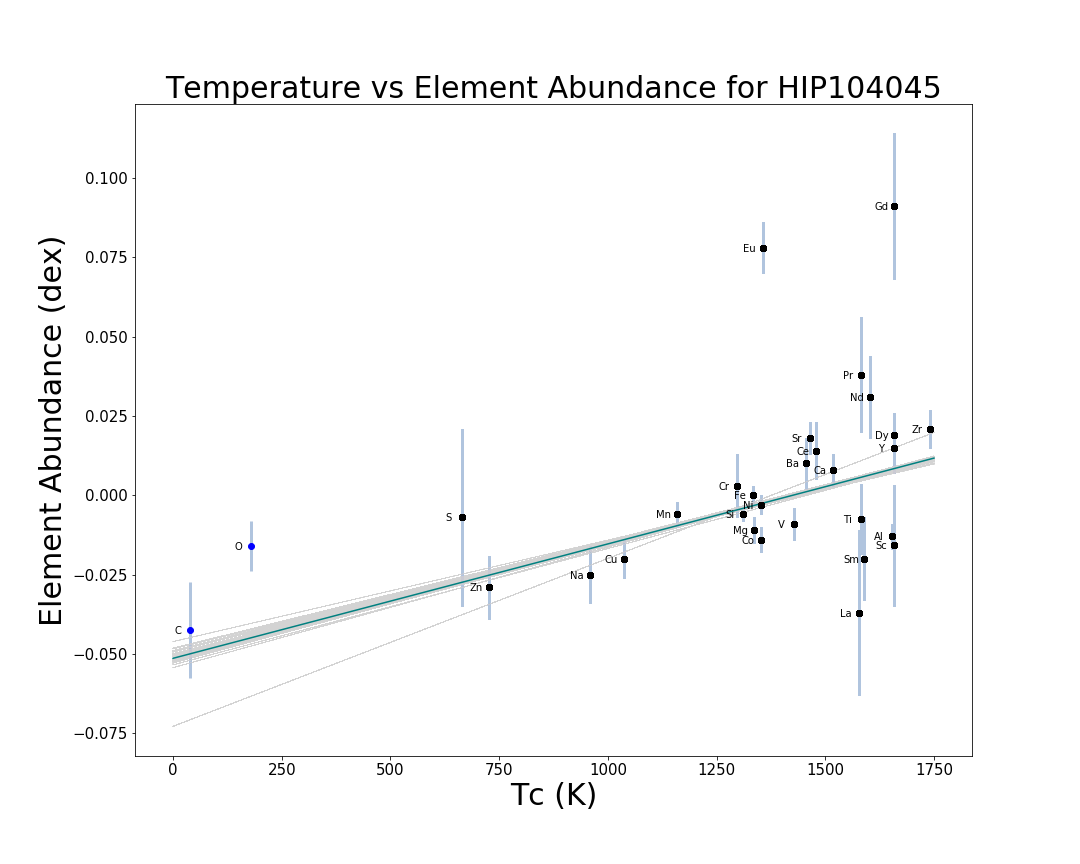 Temperature vs Element Abundance for HIP104045
Element Abundance (dex)
0.100
0.075
0.050
0.025
0.000
−0.025
−0.050
−0.075
Gd
Eu
Pr
Nd
Zr
Dy
Sr
Y
Ce
Ba
Ca
Cr
Fe
Ni
Mn
Si
S
Ti
V
Mg
Al
Co
Sc
O
Cu
Sm
Na
Zn
La
C
0
250
500
750
1000
1250
1500
1750
Tc (K)